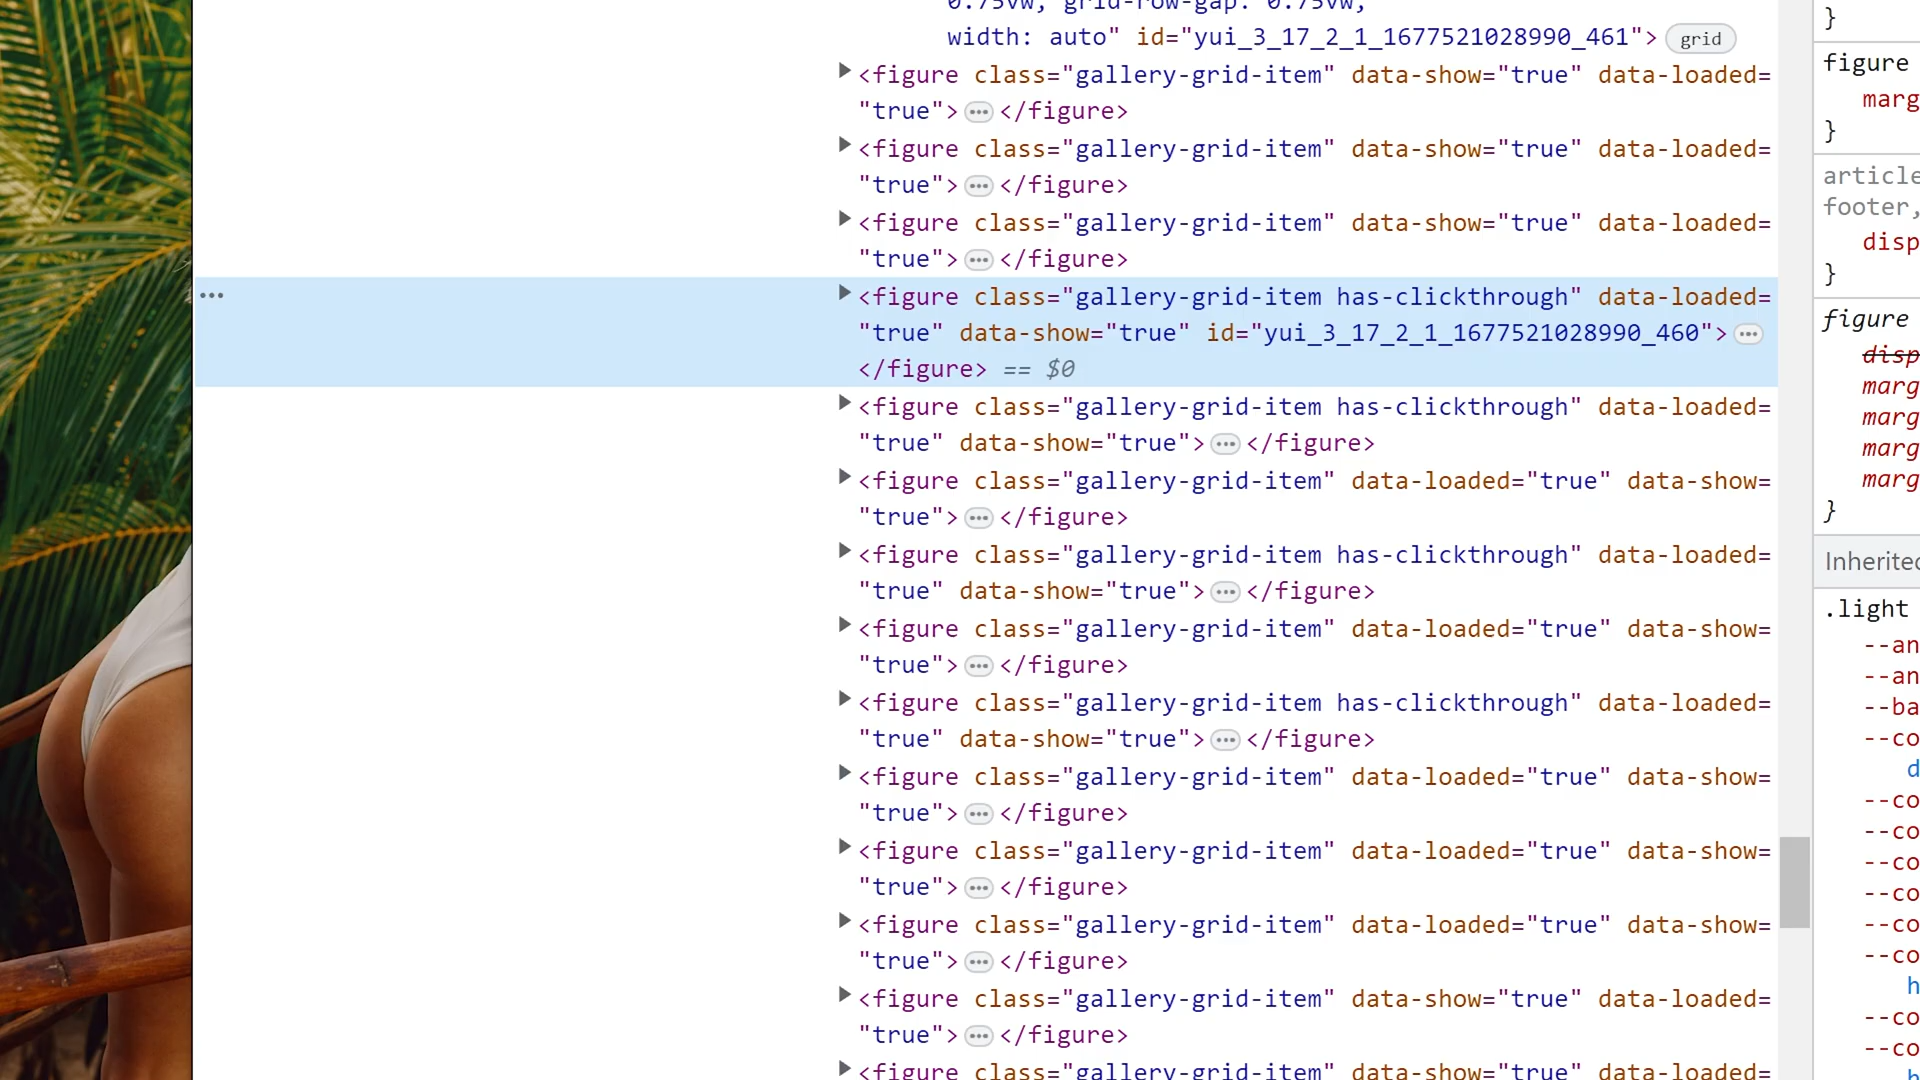 0.75vw; grid-row-gap: 0.75vw;
width: auto" id="yui_3_17_2_1_1677521028990_461"> grid
<figure class="gallery-grid-item" data-show="true" data-loaded=
"true"> ••• </figure>
<figure class="gallery-grid-item" data-show="true" data-loaded=
"true"> ••• </figure>
<figure class="gallery-grid-item" data-show="true" data-loaded=
"true"> ••• </figure>
••• <figure class="gallery-grid-item has-clickthrough" data-loaded=
"true" data-show="true" id="yui_3_17_2_1_1677521028990_460"> •••
</figure> == $0
<figure class="gallery-grid-item has-clickthrough" data-loaded=
"true" data-show="true"> ••• </figure>
<figure class="gallery-grid-item" data-loaded="true" data-show=
"true"> ••• </figure>
<figure class="gallery-grid-item has-clickthrough" data-loaded=
"true" data-show="true"> ••• </figure>
<figure class="gallery-grid-item" data-loaded="true" data-show=
"true"> ••• </figure>
<figure class="gallery-grid-item has-clickthrough" data-loaded=
"true" data-show="true"> ••• </figure>
<figure class="gallery-grid-item" data-loaded="true" data-show=
"true"> ••• </figure>
<figure class="gallery-grid-item" data-loaded="true" data-show=
"true"> ••• </figure>
<figure class="gallery-grid-item" data-loaded="true" data-show=
"true"> ••• </figure>
<figure class="gallery-grid-item" data-show="true" data-loaded=
"true"> ••• </figure>
<figure class="gallery-grid-item" data-show="true" data-loaded=
}
figure
marg
}
article
footer,
disp
}
figure
disp
marg
marg
marg
marg
}
Inherited
.light
--an
--an
--ba
--co
d
--co
--co
--co
--co
--co
--co
h
--co
--co
h